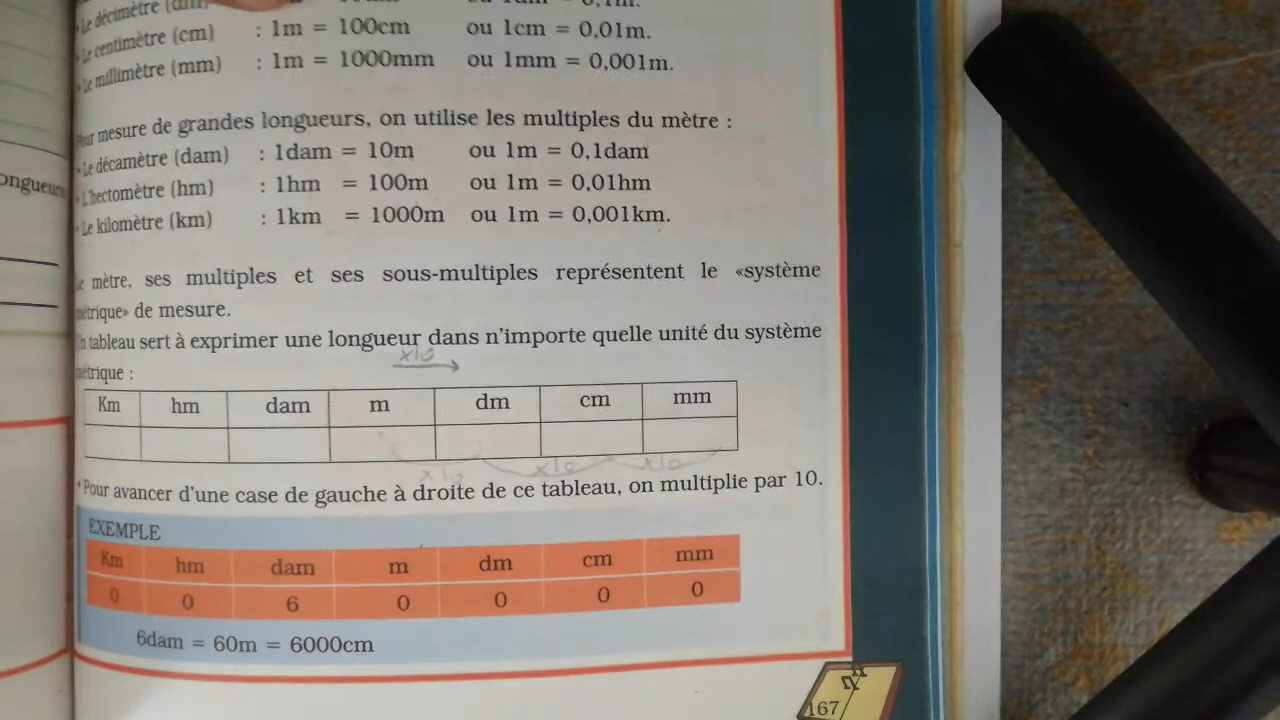 • Le décimètre (dm)
• Le centimètre (cm) : 1m = 100cm ou 1cm = 0,01m.
• Le millimètre (mm) : 1m = 1000mm ou 1mm = 0,001m.
mesure de grandes longueurs, on utilise les multiples du mètre :
• Le décamètre (dam) : 1dam = 10m ou 1m = 0,1dam
• L'hectomètre (hm) : 1hm = 100m ou 1m = 0,01hm
• Le kilomètre (km) : 1km = 1000m ou 1m = 0,001km.
mètre, ses multiples et ses sous-multiples représentent le «système
métrique» de mesure.
tableau sert à exprimer une longueur dans n'importe quelle unité du système
métrique :
x10
Km hm dam m dm cm mm
x10 x10 x10
• Pour avancer d'une case de gauche à droite de ce tableau, on multiplie par 10.
EXEMPLE
Km hm dam m dm cm mm
0 0 6 0 0 0 0
6dam = 60m = 6000cm
167